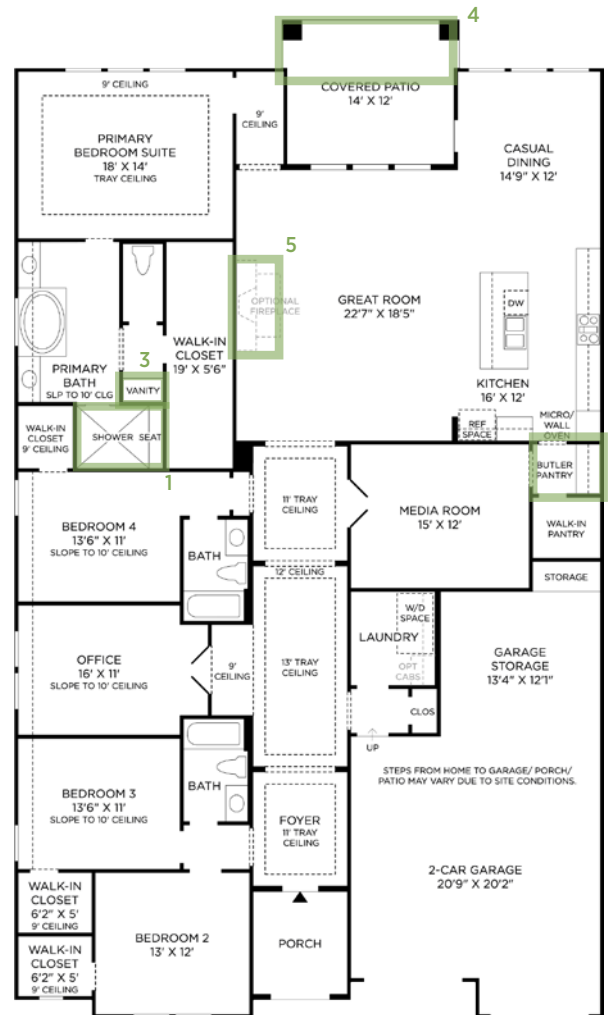 4
9' CEILING
COVERED PATIO
14' X 12'
9'
CEILING
PRIMARY
BEDROOM SUITE
18' X 14'
TRAY CEILING
CASUAL
DINING
14'9" X 12'
5
OPTIONAL
FIREPLACE
GREAT ROOM
22'7" X 18'5"
DW
WALK-IN
CLOSET
19' X 5'6"
3
PRIMARY
BATH
SLP TO 10' CLG
VANITY
KITCHEN
16' X 12'
MICRO/
WALL
OVEN
REF
SPACE
WALK-IN
CLOSET
9' CEILING
SHOWER SEAT
1
BUTLER
PANTRY
11' TRAY
CEILING
MEDIA ROOM
15' X 12'
WALK-IN
PANTRY
BEDROOM 4
13'6" X 11'
SLOPE TO 10' CEILING
BATH
12' CEILING
STORAGE
W/D
SPACE
LAUNDRY
OPT
CABS
OFFICE
16' X 11'
SLOPE TO 10' CEILING
9'
CEILING
13' TRAY
CEILING
GARAGE
STORAGE
13'4" X 12'1"
CLOS
UP
STEPS FROM HOME TO GARAGE/ PORCH/
PATIO MAY VARY DUE TO SITE CONDITIONS.
BEDROOM 3
13'6" X 11'
SLOPE TO 10' CEILING
BATH
FOYER
11' TRAY
CEILING
2-CAR GARAGE
20'9" X 20'2"
WALK-IN
CLOSET
6'2" X 5'
9' CEILING
WALK-IN
CLOSET
6'2" X 5'
9' CEILING
BEDROOM 2
13' X 12'
PORCH